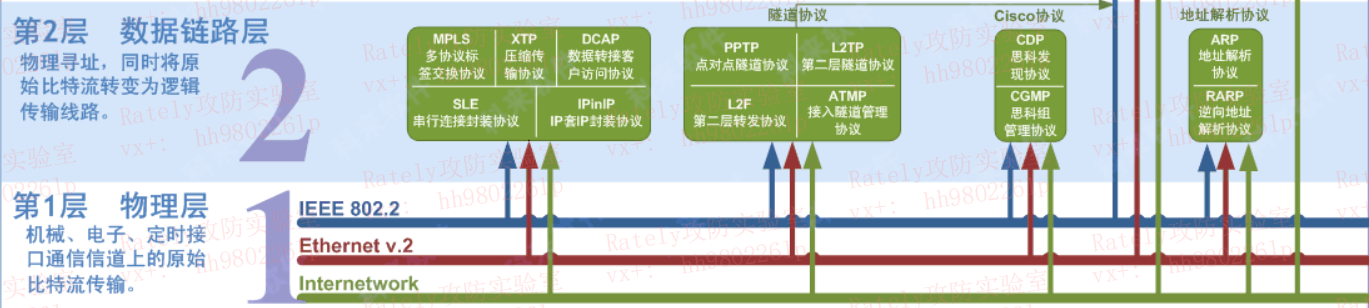 第2层 数据链路层
物理寻址，同时将原
始比特流转变为逻辑
传输线路。
2
MPLS
多协议标
签交换协议
XTP
压缩传
输协议
DCAP
数据转接客
户访问协议
SLE
串行连接封装协议
IPinIP
IP套IP封装协议
隧道协议
PPTP
点对点隧道协议
L2TP
第二层隧道协议
L2F
第二层转发协议
ATMP
接入隧道管理
协议
Cisco协议
CDP
思科发
现协议
CGMP
思科组
管理协议
地址解析协议
ARP
地址解析
协议
RARP
逆向地址
解析协议
第1层 物理层
机械、电子、定时接
口通信信道上的原始
比特流传输。
1
IEEE 802.2
Ethernet v.2
Internetwork
Rately攻防实验室
vx+: hh9802261p